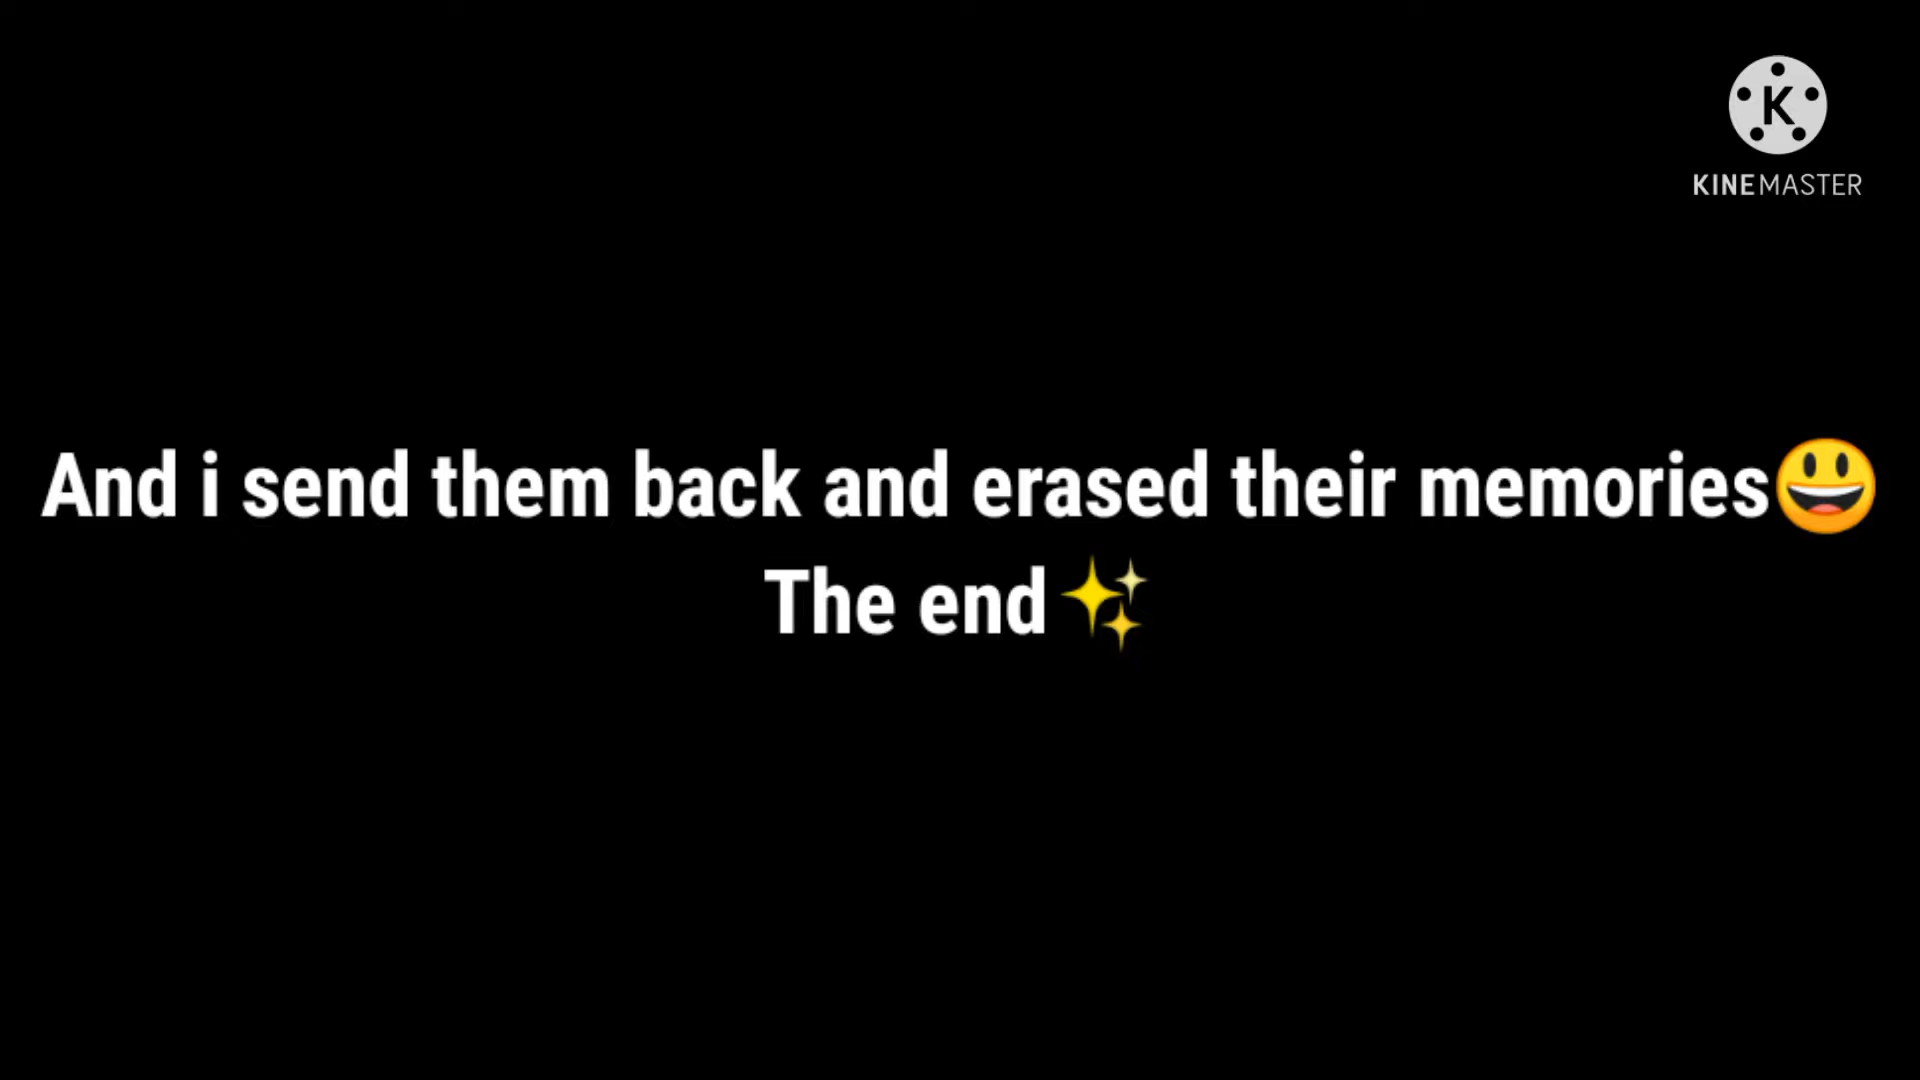 K
KINEMASTER
And i send them back and erased their memories😃
The end✨